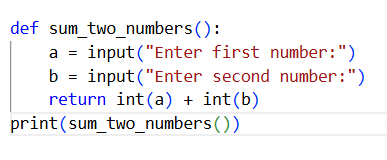 def sum_two_numbers():
    a = input("Enter first number:")
    b = input("Enter second number:")
    return int(a) + int(b)
print(sum_two_numbers())